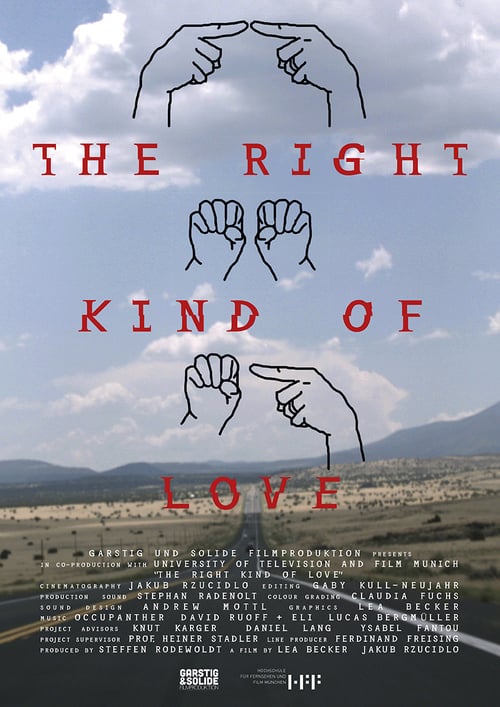 THE RIGHT
KIND OF
LOVE
GARSTIG UND SOLIDE FILMPRODUKTION PRESENTS
IN CO-PRODUCTION WITH UNIVERSITY OF TELEVISION AND FILM MUNICH
"THE RIGHT KIND OF LOVE"
CINEMATOGRAPHY JAKUB RZUCIDLO EDITING GABY KULL-NEUJAHR
PRODUCTION SOUND STEPHAN RADENOLT COLOUR GRADING CLAUDIA FUCHS
SOUND DESIGN ANDREW MOTTL GRAPHICS LEA BECKER
MUSIC OCCUPANTHER DAVID RUOFF + ELI LUCAS BERGMÜLLER
PROJECT ADVISORS KNUT KARGER DANIEL LANG YSABEL FANTOU
PROJECT SUPERVISOR PROF. HEINER STADLER LINE PRODUCER FERDINAND FREISING
PRODUCED BY STEFFEN RODEWOLDT A FILM BY LEA BECKER JAKUB RZUCIDLO
GARSTIG
&SOLIDE
FILMPRODUKTION
HOCHSCHULE
FÜR FERNSEHEN UND
FILM MÜNCHEN
HFF